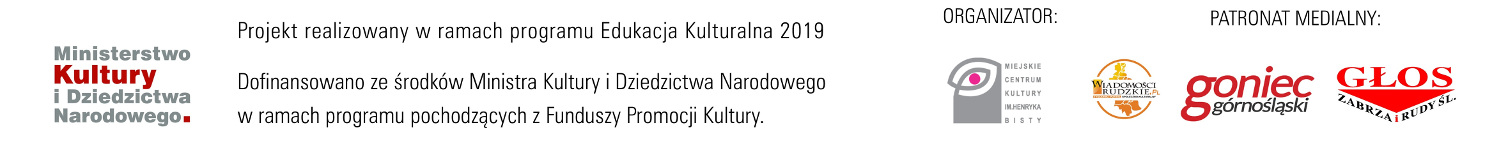 Ministerstwo
Kultury
i Dziedzictwa
Narodowego.
Projekt realizowany w ramach programu Edukacja Kulturalna 2019
Dofinansowano ze środków Ministra Kultury i Dziedzictwa Narodowego
w ramach programu pochodzących z Funduszy Promocji Kultury.
ORGANIZATOR:
MIEJSKIE
CENTRUM
KULTURY
IM.HENRYKA
BISTY
PATRONAT MEDIALNY:
WIADOMOŚCI
RUDZKIE.PL
goniec
górnośląski
GŁOS
ZABRZA i RUDY ŚL.